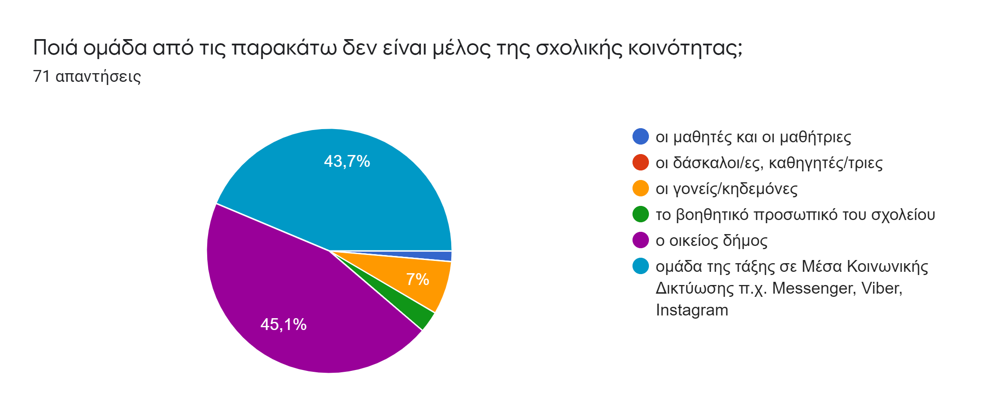 Ποιά ομάδα από τις παρακάτω δεν είναι μέλος της σχολικής κοινότητας;
71 απαντήσεις
43,7%
7%
45,1%
οι μαθητές και οι μαθήτριες
οι δάσκαλοι/ες, καθηγητές/τριες
οι γονείς/κηδεμόνες
το βοηθητικό προσωπικό του σχολείου
ο οικείος δήμος
ομάδα της τάξης σε Μέσα Κοινωνικής
Δικτύωσης π.χ. Messenger, Viber,
Instagram